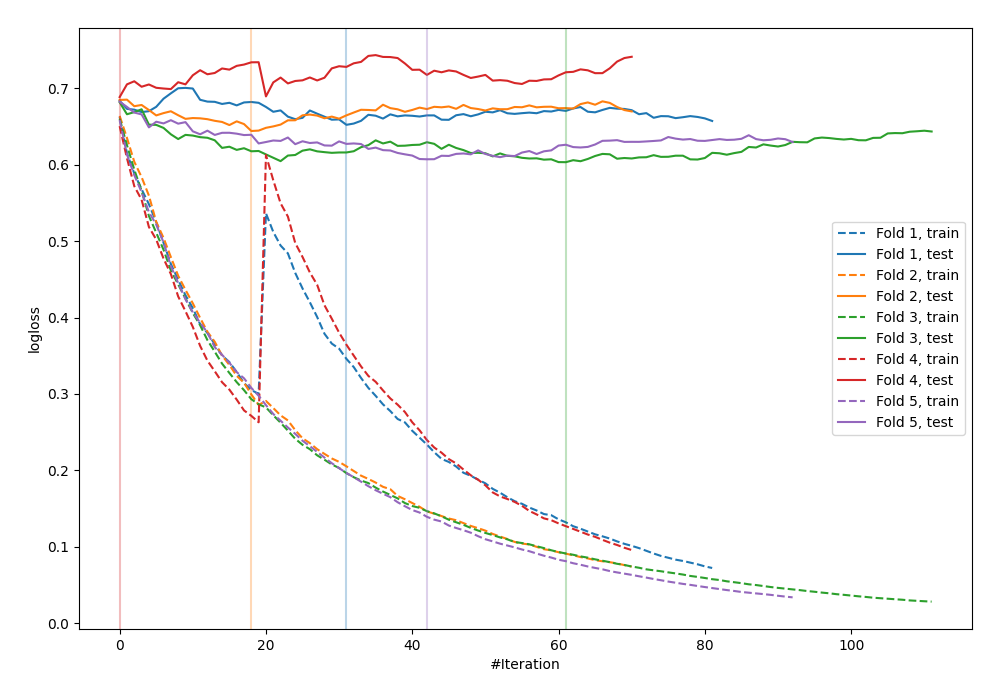 0.7
0.6
0.5
0.4
0.3
0.2
0.1
0.0
logloss
0
20
40
60
80
100
#Iteration
Fold 1, train
Fold 1, test
Fold 2, train
Fold 2, test
Fold 3, train
Fold 3, test
Fold 4, train
Fold 4, test
Fold 5, train
Fold 5, test